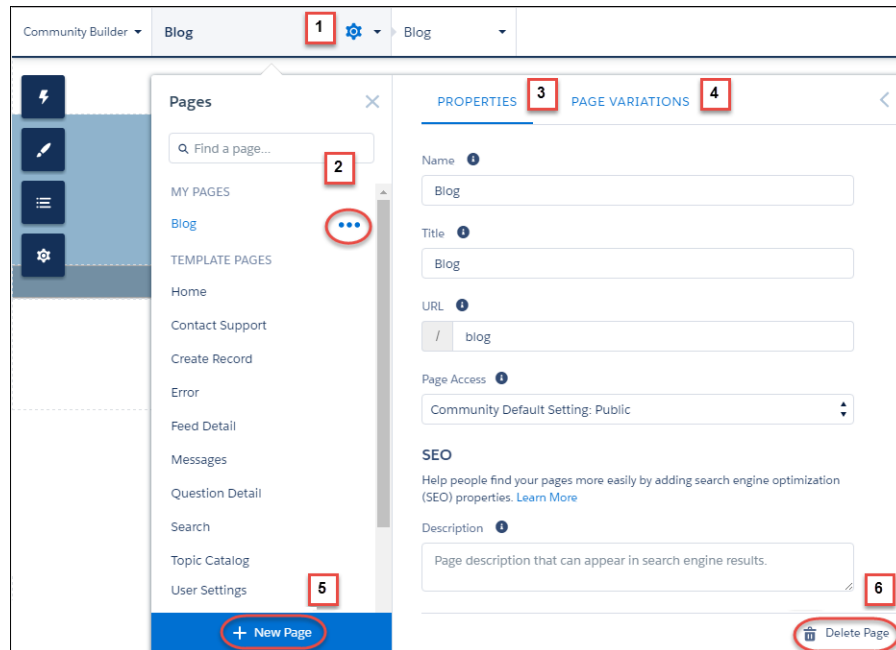 Community Builder
Blog
1
Blog
Pages
PROPERTIES
3
PAGE VARIATIONS
4
Find a page...
2
MY PAGES
Blog
TEMPLATE PAGES
Home
Contact Support
Create Record
Error
Feed Detail
Messages
Question Detail
Search
Topic Catalog
User Settings
5
+ New Page
Name
Blog
Title
Blog
URL
/ blog
Page Access
Community Default Setting: Public
SEO
Help people find your pages more easily by adding search engine optimization
(SEO) properties. Learn More
Description
Page description that can appear in search engine results.
6
Delete Page